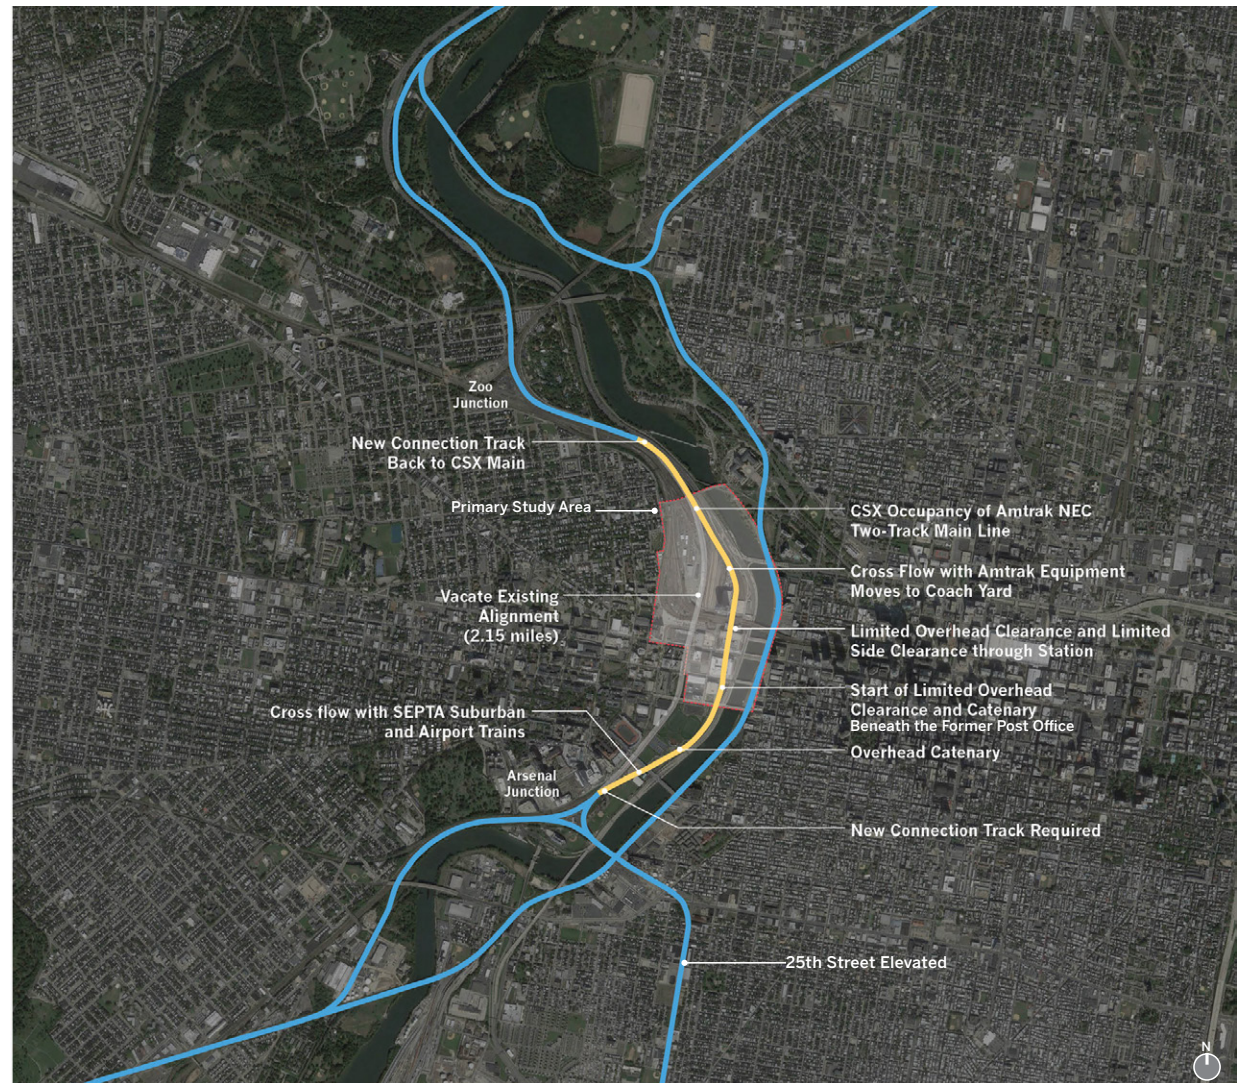 Zoo
Junction
New Connection Track
Back to CSX Main
Primary Study Area
CSX Occupancy of Amtrak NEC
Two-Track Main Line
Cross Flow with Amtrak Equipment
Moves to Coach Yard
Vacate Existing
Alignment
(2.15 miles)
Limited Overhead Clearance and Limited
Side Clearance through Station
Start of Limited Overhead
Clearance and Catenary
Beneath the Former Post Office
Cross flow with SEPTA Suburban
and Airport Trains
Overhead Catenary
Arsenal
Junction
New Connection Track Required
25th Street Elevated
N